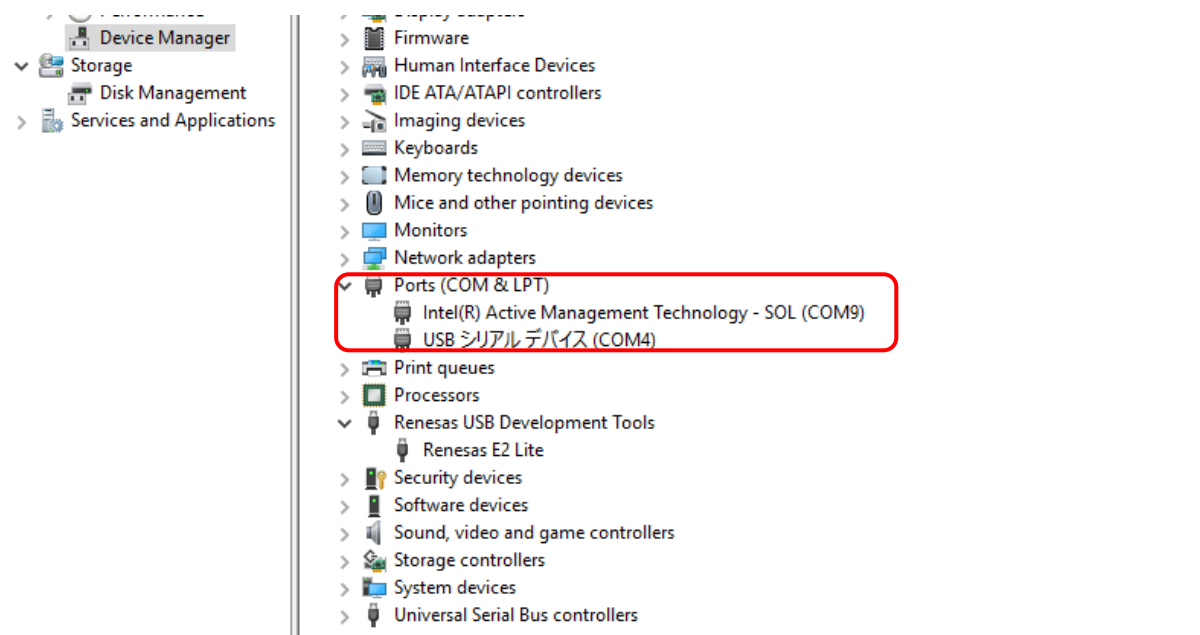 Device Manager
Storage
Disk Management
Services and Applications
Firmware
Human Interface Devices
IDE ATA/ATAPI controllers
Imaging devices
Keyboards
Memory technology devices
Mice and other pointing devices
Monitors
Network adapters
Ports (COM & LPT)
Intel(R) Active Management Technology - SOL (COM9)
USB シリアル デバイス (COM4)
Print queues
Processors
Renesas USB Development Tools
Renesas E2 Lite
Security devices
Software devices
Sound, video and game controllers
Storage controllers
System devices
Universal Serial Bus controllers